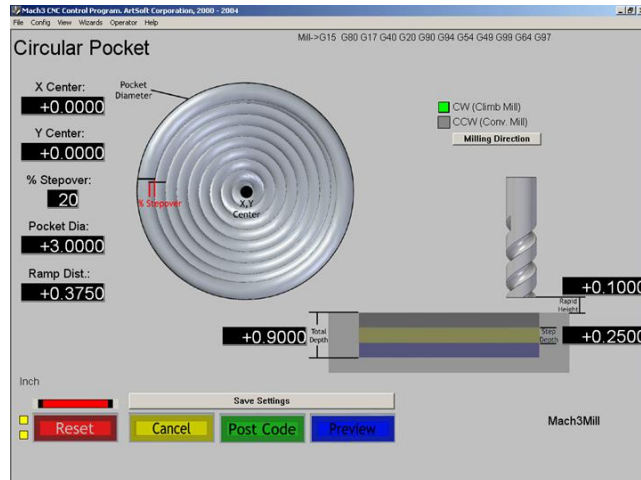 Mach3 CNC Control Program. ArtSoft Corporation, 2000 - 2004
File Config View Wizards Operator Help
Mill->G15 G80 G17 G40 G20 G90 G94 G54 G49 G99 G64 G97
Circular Pocket
X Center:
+0.0000
Y Center:
+0.0000
% Stepover:
20
Pocket Dia:
+3.0000
Ramp Dist.:
+0.3750
Pocket
Diameter
% Stepover
X,Y
Center
CW (Climb Mill)
CCW (Conv. Mill)
Milling Direction
+0.1000
Rapid
Height
+0.9000
Total
Depth
Step
Depth
+0.2500
Inch
Save Settings
Reset
Cancel
Post Code
Preview
Mach3Mill